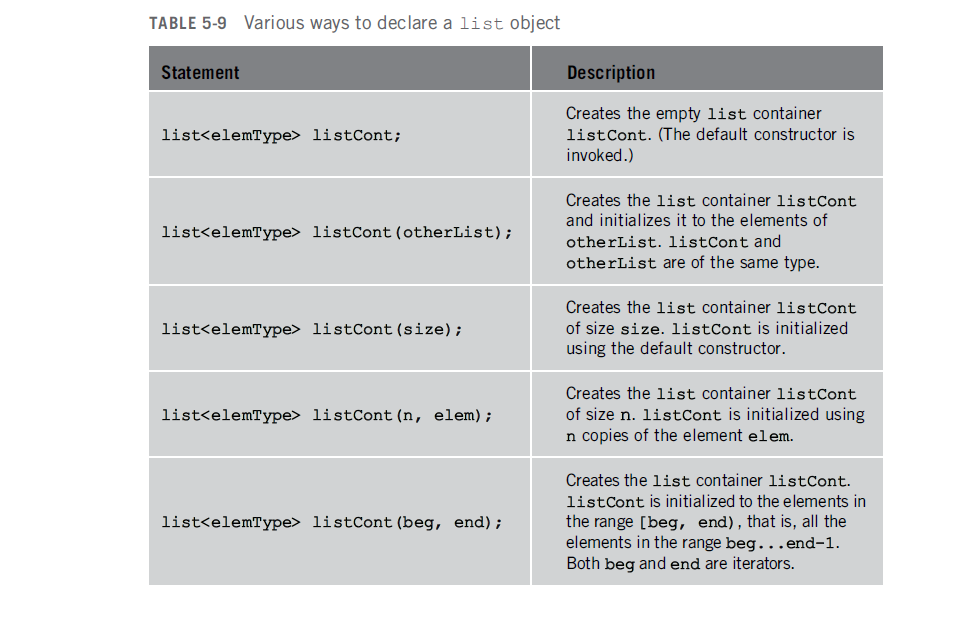 TABLE 5-9 Various ways to declare a list object
Statement
Description
list<elemType> listCont;
Creates the empty list container
listCont. (The default constructor is
invoked.)
list<elemType> listCont(otherList);
Creates the list container listCont
and initializes it to the elements of
otherList. listCont and
otherList are of the same type.
list<elemType> listCont(size);
Creates the list container listCont
of size size. listCont is initialized
using the default constructor.
list<elemType> listCont(n, elem);
Creates the list container listCont
of size n. listCont is initialized using
n copies of the element elem.
list<elemType> listCont(beg, end);
Creates the list container listCont.
listCont is initialized to the elements in
the range [beg, end), that is, all the
elements in the range beg...end-1.
Both beg and end are iterators.